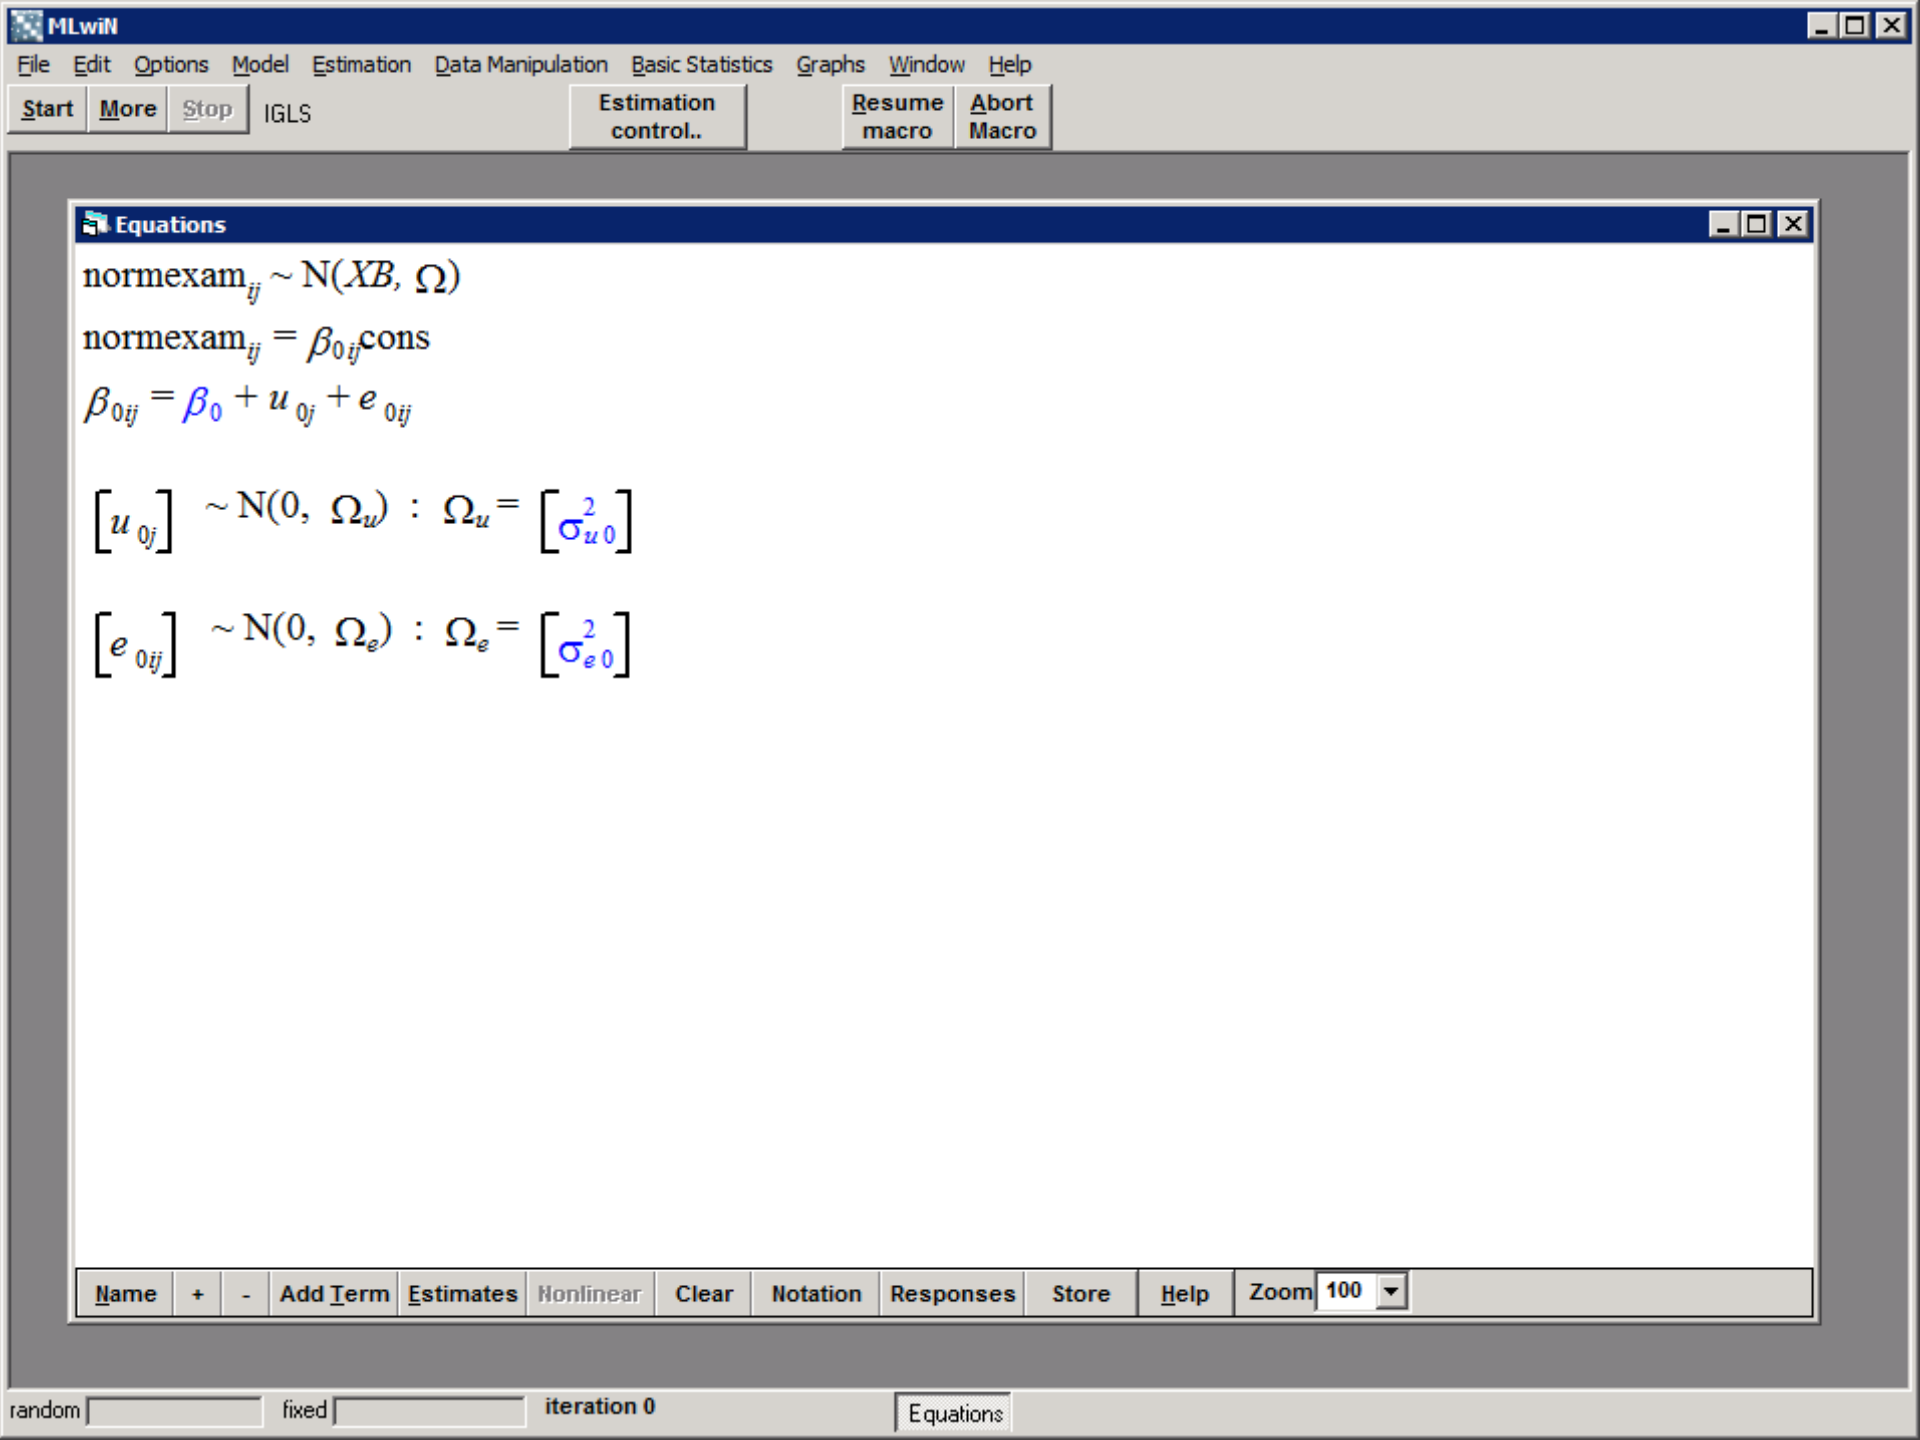 MLwiN
File Edit Options Model Estimation Data Manipulation Basic Statistics Graphs Window Help
Start More Stop IGLS Estimation control.. Resume macro Abort Macro
Equations
normexam_ij ~ N(XB, Ω)
normexam_ij = β_0ij cons
β_0ij = β_0 + u_0j + e_0ij
[u_0j] ~ N(0, Ω_u) : Ω_u = [σ²_u0]
[e_0ij] ~ N(0, Ω_e) : Ω_e = [σ²_e0]
Name + - Add Term Estimates Nonlinear Clear Notation Responses Store Help Zoom 100
random fixed iteration 0 Equations